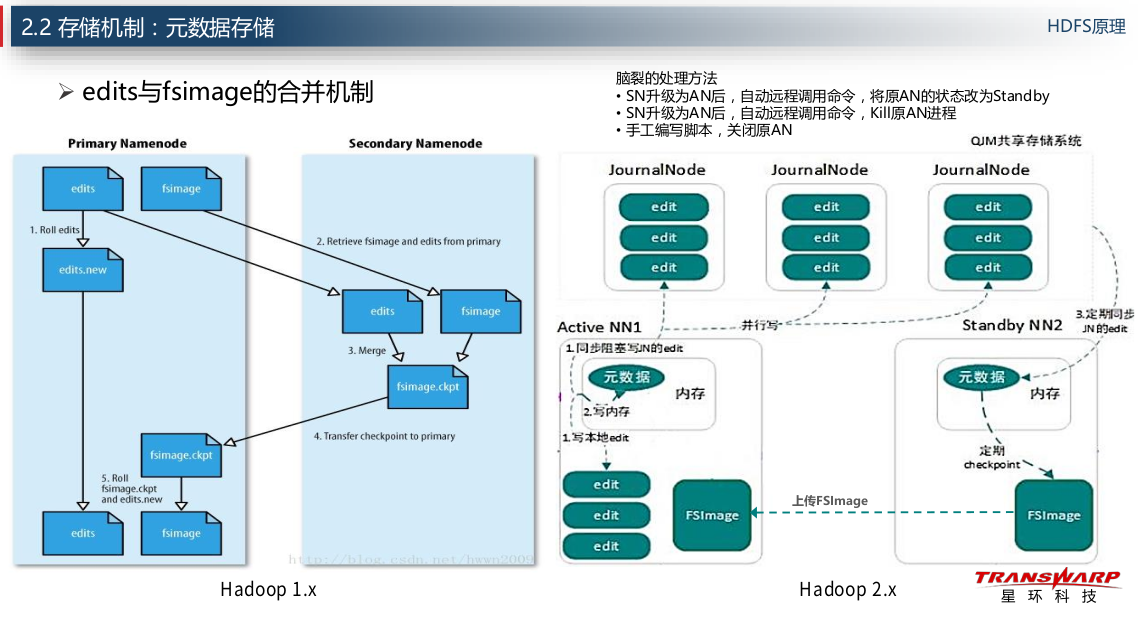 2.2 存储机制：元数据存储
HDFS原理
➢ edits与fsimage的合并机制
脑裂的处理方法
• SN升级为AN后，自动远程调用命令，将原AN的状态改为Standby
• SN升级为AN后，自动远程调用命令，Kill原AN进程
• 手工编写脚本，关闭原AN
Primary Namenode
Secondary Namenode
edits
fsimage
1. Roll edits
2. Retrieve fsimage and edits from primary
edits.new
edits
fsimage
3. Merge
fsimage.ckpt
4. Transfer checkpoint to primary
fsimage.ckpt
5. Roll
fsimage.ckpt
and edits.new
edits
fsimage
http://blog.csdn.net/hwwn2009
Hadoop 1.x
QJM共享存储系统
JournalNode
JournalNode
JournalNode
edit
edit
edit
edit
edit
edit
edit
edit
edit
Active NN1
并行写
Standby NN2
3.定期同步
JN的edit
1.同步阻塞写JN的edit
元数据
内存
2.写内存
1.写本地edit
元数据
内存
定期
checkpoint
edit
edit
edit
FSImage
上传FSImage
FSImage
Hadoop 2.x
TRANSWARP
星环科技